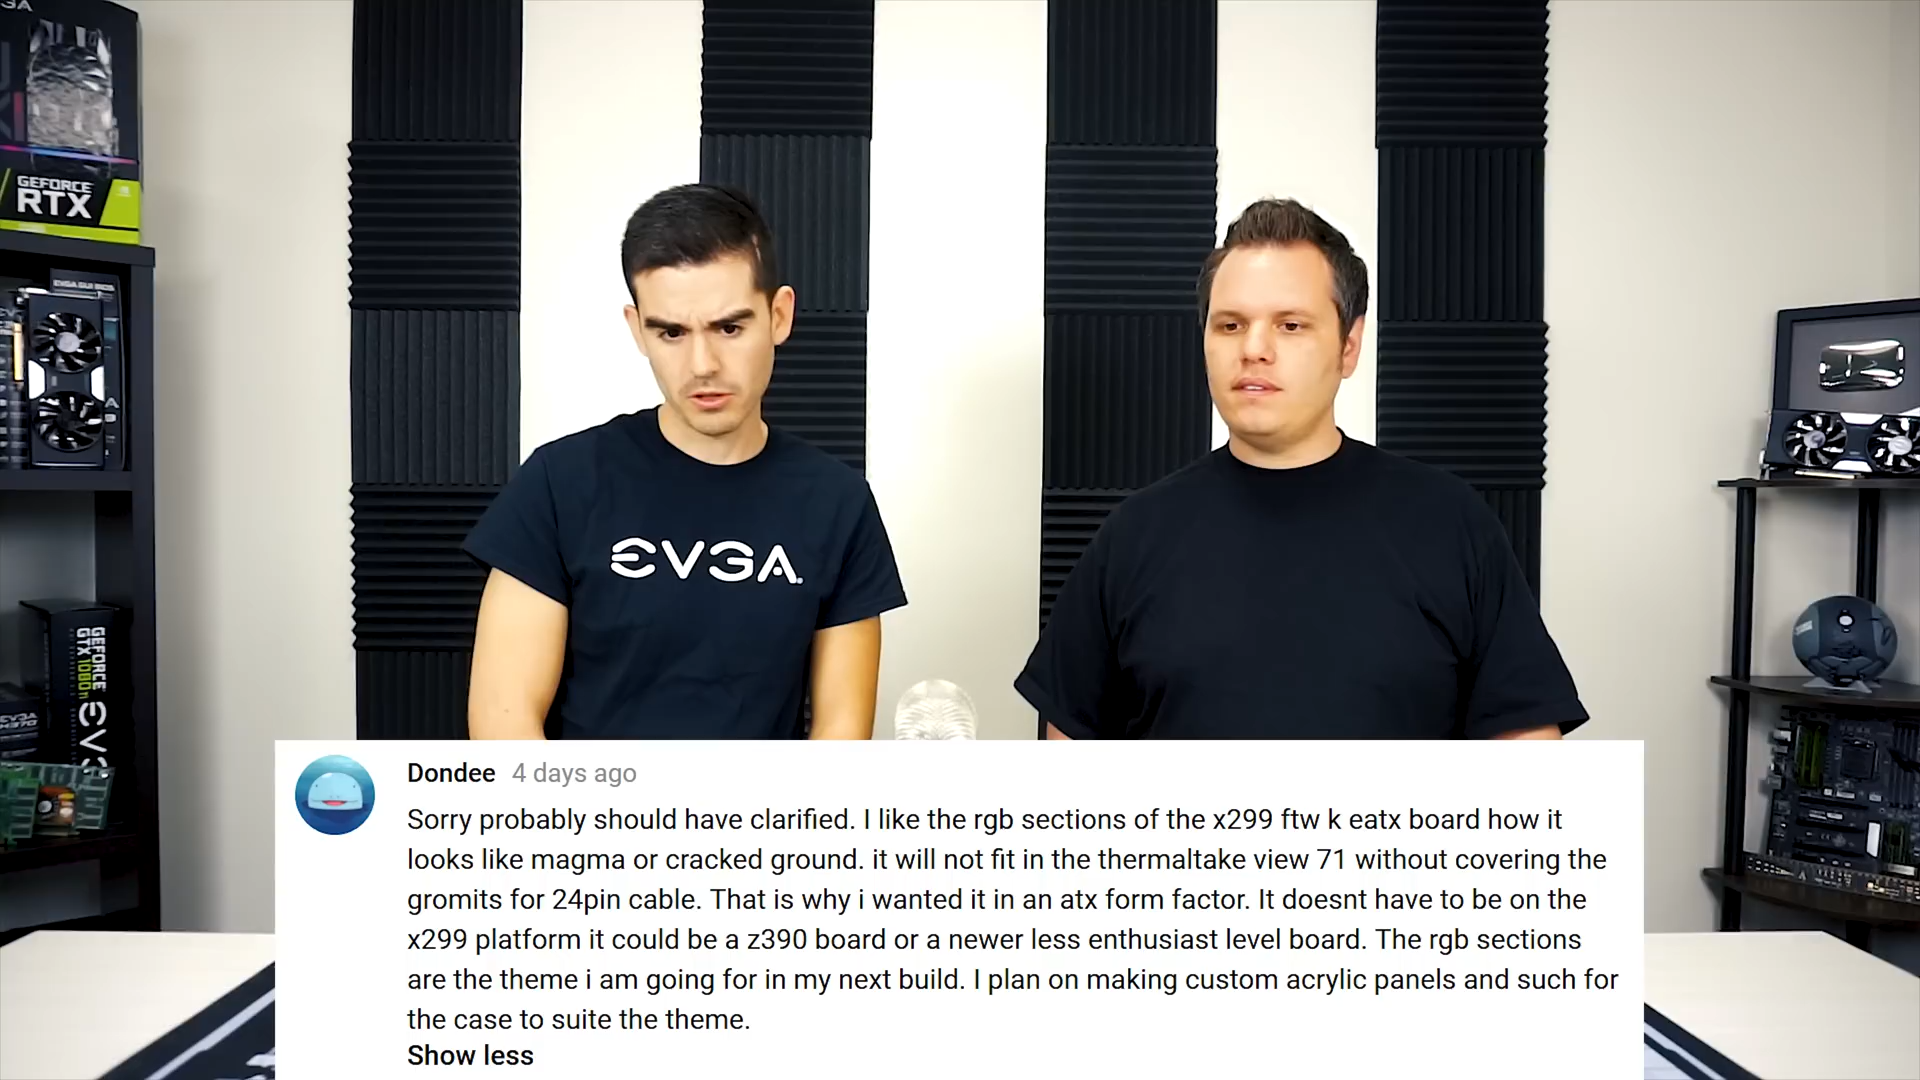 GEFORCE
RTX
EVGA
GEFORCE
GTX 1080 Ti
EVGA
Dondee 4 days ago
Sorry probably should have clarified. I like the rgb sections of the x299 ftw k eatx board how it
looks like magma or cracked ground. it will not fit in the thermaltake view 71 without covering the
gromits for 24pin cable. That is why i wanted it in an atx form factor. It doesnt have to be on the
x299 platform it could be a z390 board or a newer less enthusiast level board. The rgb sections
are the theme i am going for in my next build. I plan on making custom acrylic panels and such for
the case to suite the theme.
Show less